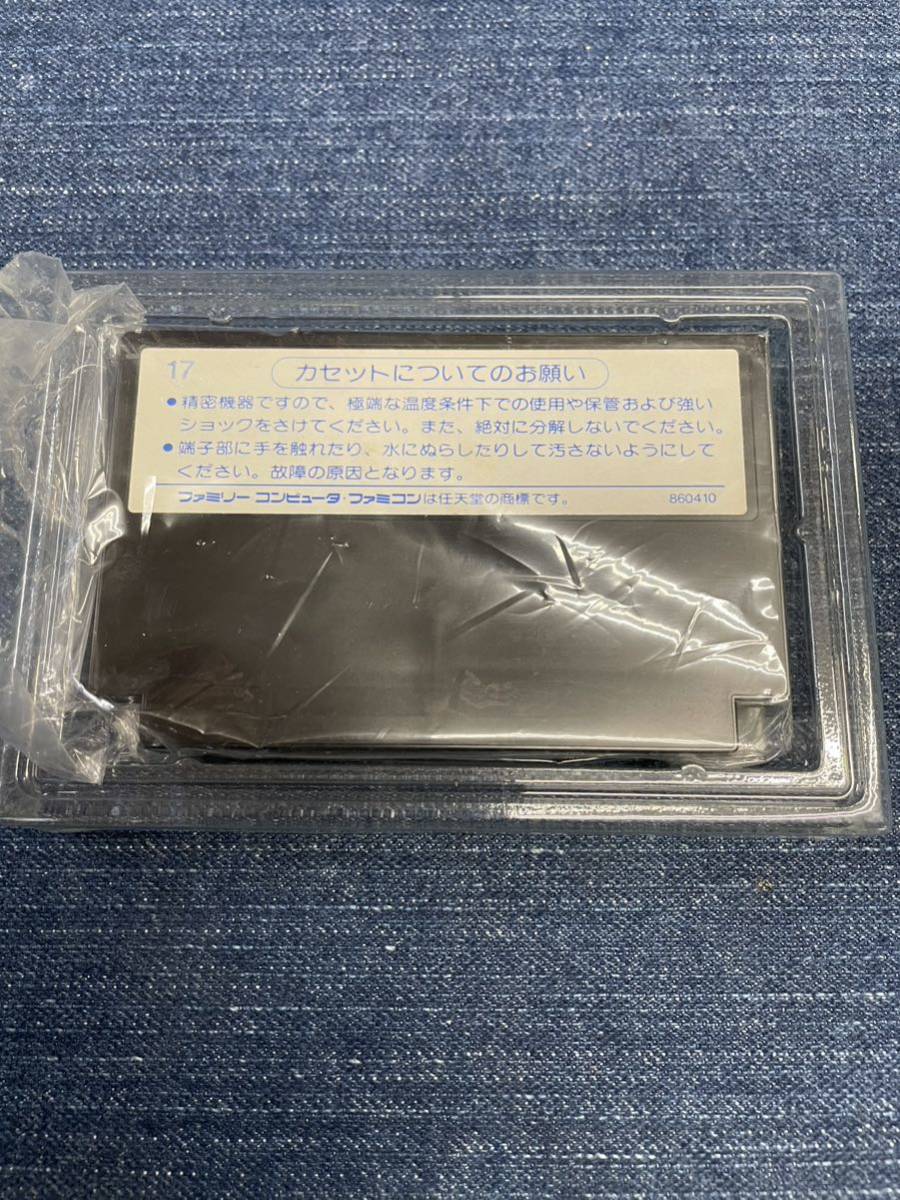 17
カセットについてのお願い
●精密機器ですので、極端な温度条件下での使用や保管および強い
ショックをさけてください。また、絶対に分解しないでください。
●端子部に手を触れたり、水にぬらしたりして汚さないようにして
ください。故障の原因となります。
ファミリー コンピュータ・ファミコンは任天堂の商標です。 860410